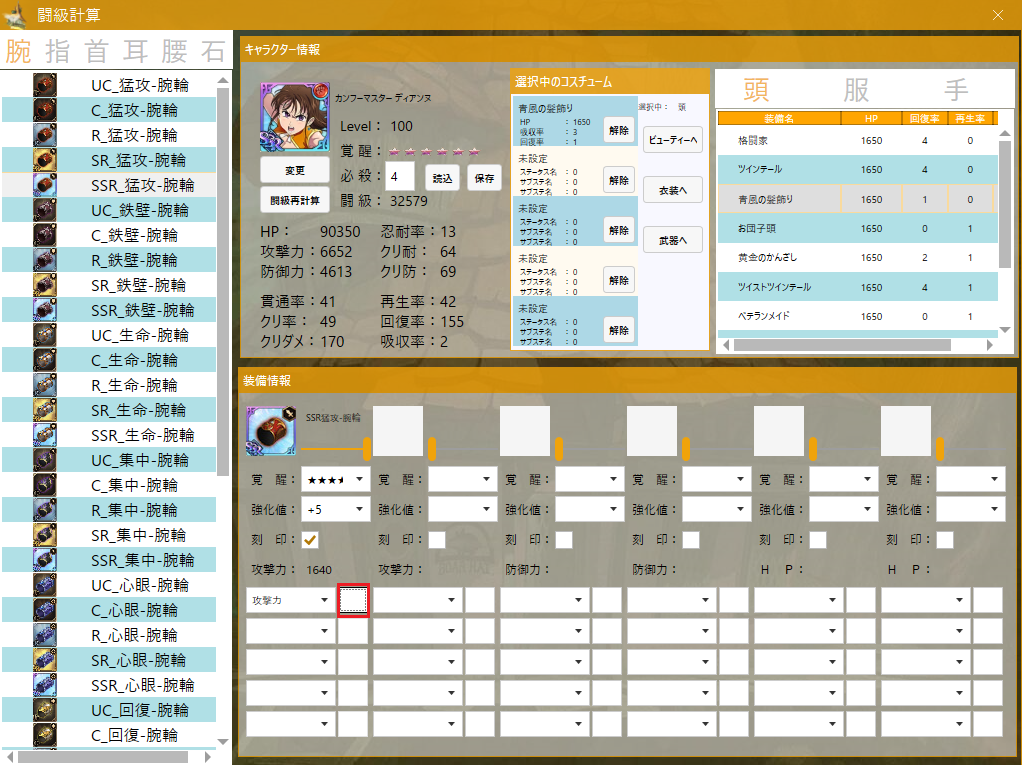 闘級計算
腕 指 首 耳 腰 石
UC_猛攻-腕輪
C_猛攻-腕輪
R_猛攻-腕輪
SR_猛攻-腕輪
SSR_猛攻-腕輪
UC_鉄壁-腕輪
C_鉄壁-腕輪
R_鉄壁-腕輪
SR_鉄壁-腕輪
SSR_鉄壁-腕輪
UC_生命-腕輪
C_生命-腕輪
R_生命-腕輪
SR_生命-腕輪
SSR_生命-腕輪
UC_集中-腕輪
C_集中-腕輪
R_集中-腕輪
SR_集中-腕輪
SSR_集中-腕輪
UC_心眼-腕輪
C_心眼-腕輪
R_心眼-腕輪
SR_心眼-腕輪
SSR_心眼-腕輪
UC_回復-腕輪
C_回復-腕輪
キャラクター情報
カンフーマスター ディアンヌ
Level： 100
覚 醒：
必 殺： 4 読込 保存
闘 級： 32579
変更
闘級再計算
HP： 90350 忍耐率：13
攻撃力：6652 クリ耐： 64
防御力：4613 クリ防： 69
貫通率：41 再生率：42
クリ率： 49 回復率：155
クリダメ：170 吸収率：2
選択中のコスチューム
青風の髪飾り
HP ：1650
吸収率 ：3
回復率 ：1
解除
未設定
ステータス名 ：0
サブステ名 ：0
サブステ名 ：0
解除
未設定
ステータス名 ：0
サブステ名 ：0
サブステ名 ：0
解除
未設定
ステータス名 ：0
サブステ名 ：0
サブステ名 ：0
解除
未設定
ステータス名 ：0
サブステ名 ：0
サブステ名 ：0
解除
選択中： 頭
ビューティーへ
衣装へ
武器へ
頭 服 手
装備名 HP 回復率 再生率
格闘家 1650 4 0
ツインテール 1650 4 0
青風の髪飾り 1650 1 0
お団子頭 1650 0 1
黄金のかんざし 1650 2 1
ツイストツインテール 1650 4 1
ベテランメイド 1650 0 1
装備情報
SSR猛攻-腕輪
覚 醒： ★★★★ 覚 醒： 覚 醒： 覚 醒： 覚 醒： 覚 醒：
強化値： +5 強化値： 強化値： 強化値： 強化値： 強化値：
刻 印： 刻 印： 刻 印： 刻 印： 刻 印： 刻 印：
攻撃力： 1640 攻撃力： 防御力： 防御力： H P： H P：
攻撃力